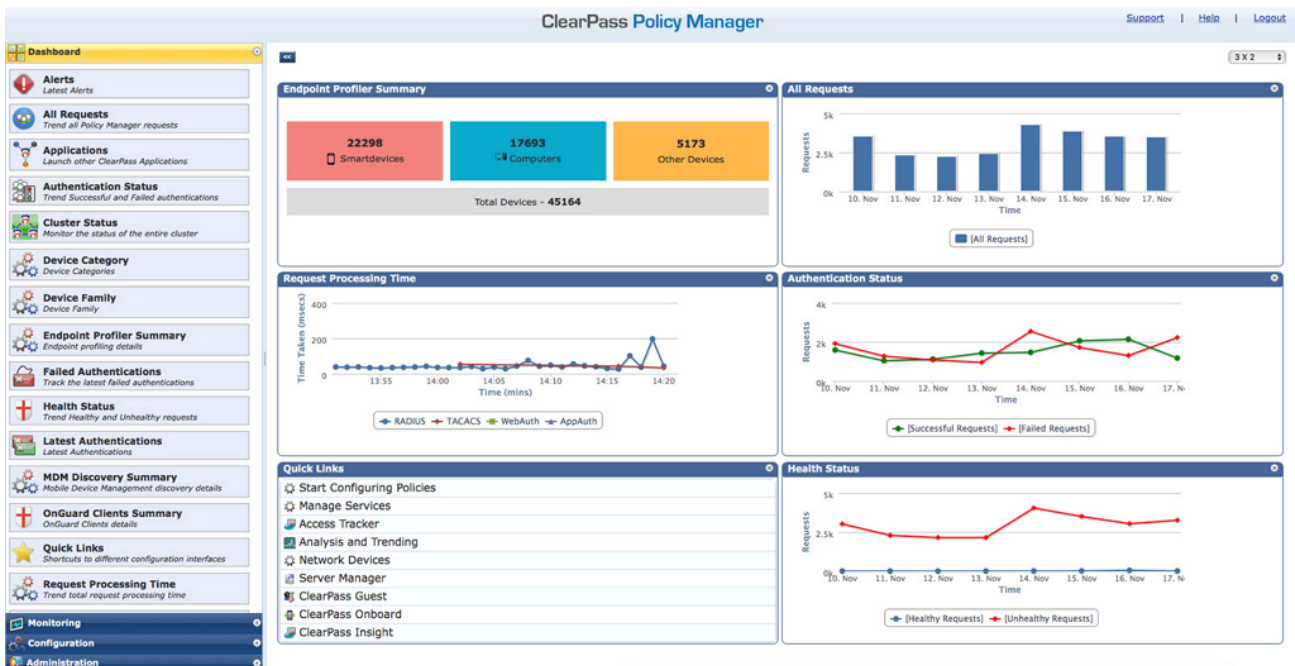 ClearPass Policy Manager
Support | Help | Logout
Dashboard
Alerts
Latest Alerts
All Requests
Trend all Policy Manager requests
Applications
Launch other ClearPass Applications
Authentication Status
Trend Successful and Failed authentications
Cluster Status
Monitor the status of the entire cluster
Device Category
Device Categories
Device Family
Device Family
Endpoint Profiler Summary
Endpoint profiling details
Failed Authentications
Track the latest failed authentications
Health Status
Trend Healthy and Unhealthy requests
Latest Authentications
Latest Authentications
MDM Discovery Summary
Mobile Device Management discovery details
OnGuard Clients Summary
OnGuard Clients details
Quick Links
Shortcuts to different configuration interfaces
Request Processing Time
Trend total request processing time
Monitoring
Configuration
Administration
<<
3 X 2
Endpoint Profiler Summary
22298
Smartdevices
17693
Computers
5173
Other Devices
Total Devices - 45164
All Requests
Requests
5k
2.5k
0k
10. Nov 11. Nov 12. Nov 13. Nov 14. Nov 15. Nov 16. Nov 17. Nov
Time
[All Requests]
Request Processing Time
Time Taken (msecs)
400
200
0
13:55 14:00 14:05 14:10 14:15 14:20
Time (mins)
RADIUS TACACS WebAuth AppAuth
Authentication Status
Requests
4k
2k
0k
10. Nov 11. Nov 12. Nov 13. Nov 14. Nov 15. Nov 16. Nov 17. N
Time
[Successful Requests] [Failed Requests]
Quick Links
Start Configuring Policies
Manage Services
Access Tracker
Analysis and Trending
Network Devices
Server Manager
ClearPass Guest
ClearPass Onboard
ClearPass Insight
Health Status
Requests
5k
2.5k
0k
10. Nov 11. Nov 12. Nov 13. Nov 14. Nov 15. Nov 16. Nov 17. N
Time
[Healthy Requests] [Unhealthy Requests]